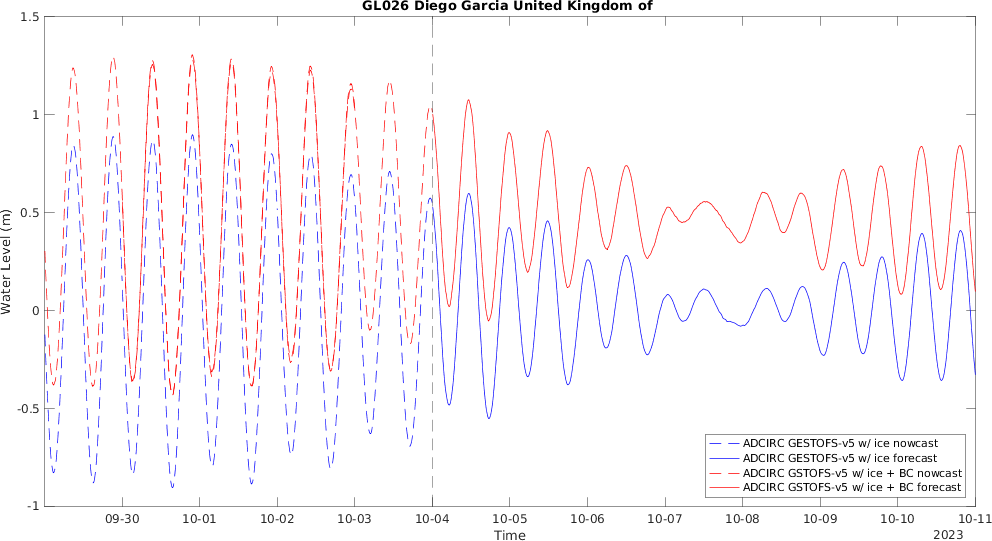 GL026 Diego Garcia United Kingdom of
Water Level (m)
1.5
1
0.5
0
-0.5
-1
09-30
10-01
10-02
10-03
10-04
10-05
10-06
10-07
10-08
10-09
10-10
10-11
Time
2023
ADCIRC GESTOFS-v5 w/ ice nowcast
ADCIRC GESTOFS-v5 w/ ice forecast
ADCIRC GSTOFS-v5 w/ ice + BC nowcast
ADCIRC GSTOFS-v5 w/ ice + BC forecast